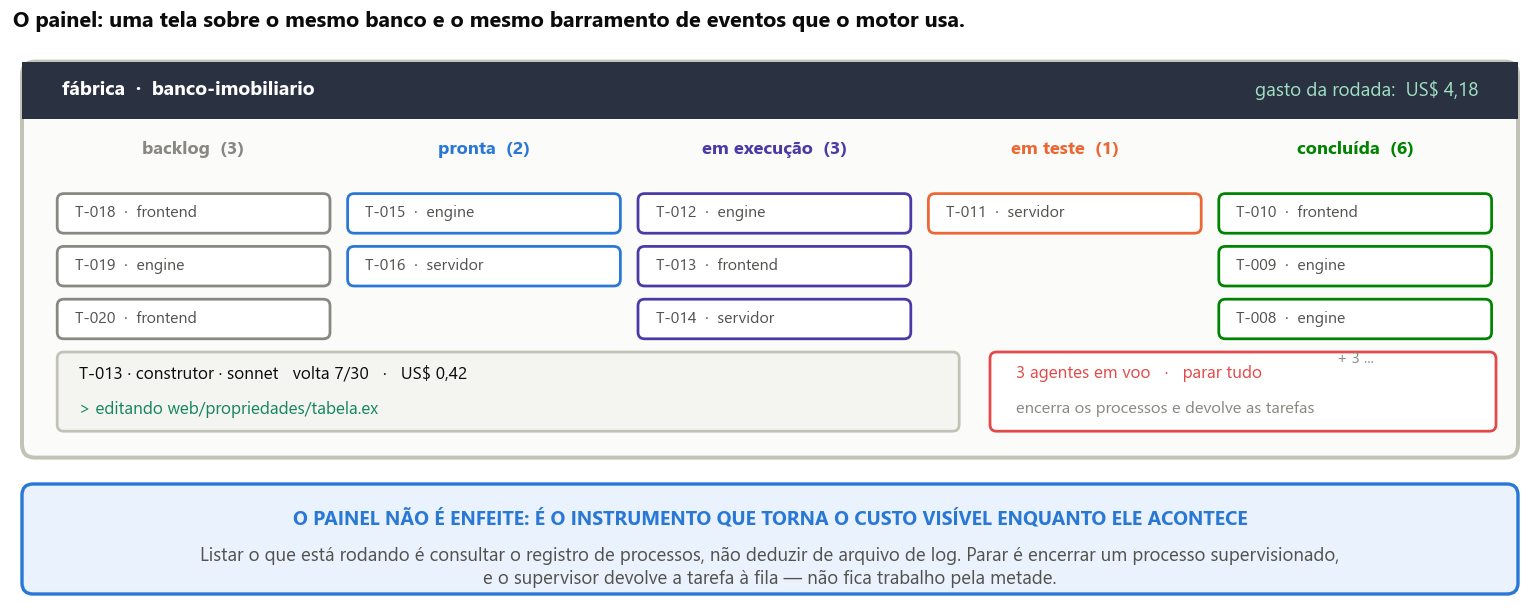 O painel: uma tela sobre o mesmo banco e o mesmo barramento de eventos que o motor usa.
fábrica · banco-imobiliario
gasto da rodada: US$ 4,18
backlog (3)
pronta (2)
em execução (3)
em teste (1)
concluída (6)
T-018 · frontend
T-015 · engine
T-012 · engine
T-011 · servidor
T-010 · frontend
T-019 · engine
T-016 · servidor
T-013 · frontend
T-009 · engine
T-020 · frontend
T-014 · servidor
T-008 · engine
+ 3 ...
T-013 · construtor · sonnet volta 7/30 · US$ 0,42
> editando web/propriedades/tabela.ex
3 agentes em voo · parar tudo
encerra os processos e devolve as tarefas
O PAINEL NÃO É ENFEITE: É O INSTRUMENTO QUE TORNA O CUSTO VISÍVEL ENQUANTO ELE ACONTECE
Listar o que está rodando é consultar o registro de processos, não deduzir de arquivo de log. Parar é encerrar um processo supervisionado,
e o supervisor devolve a tarefa à fila — não fica trabalho pela metade.